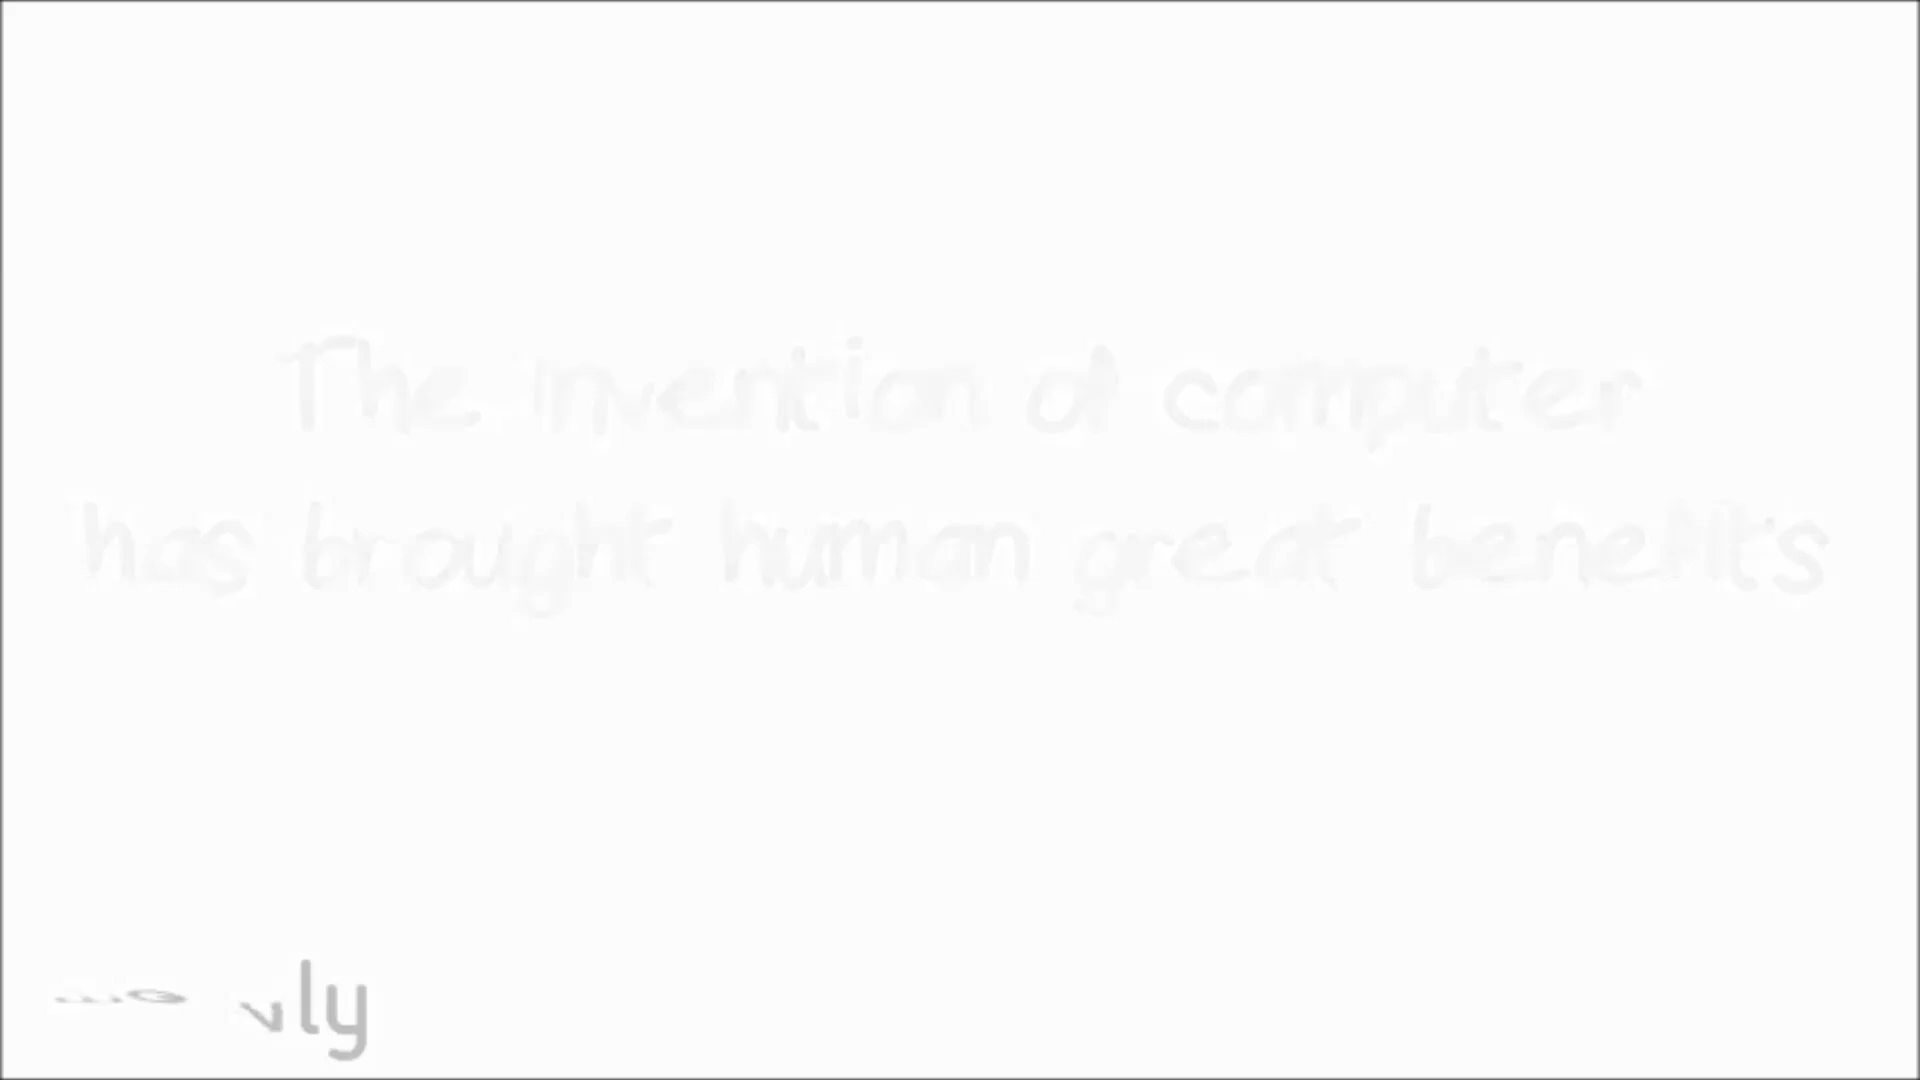 The invention of computer
has brought human great benefits